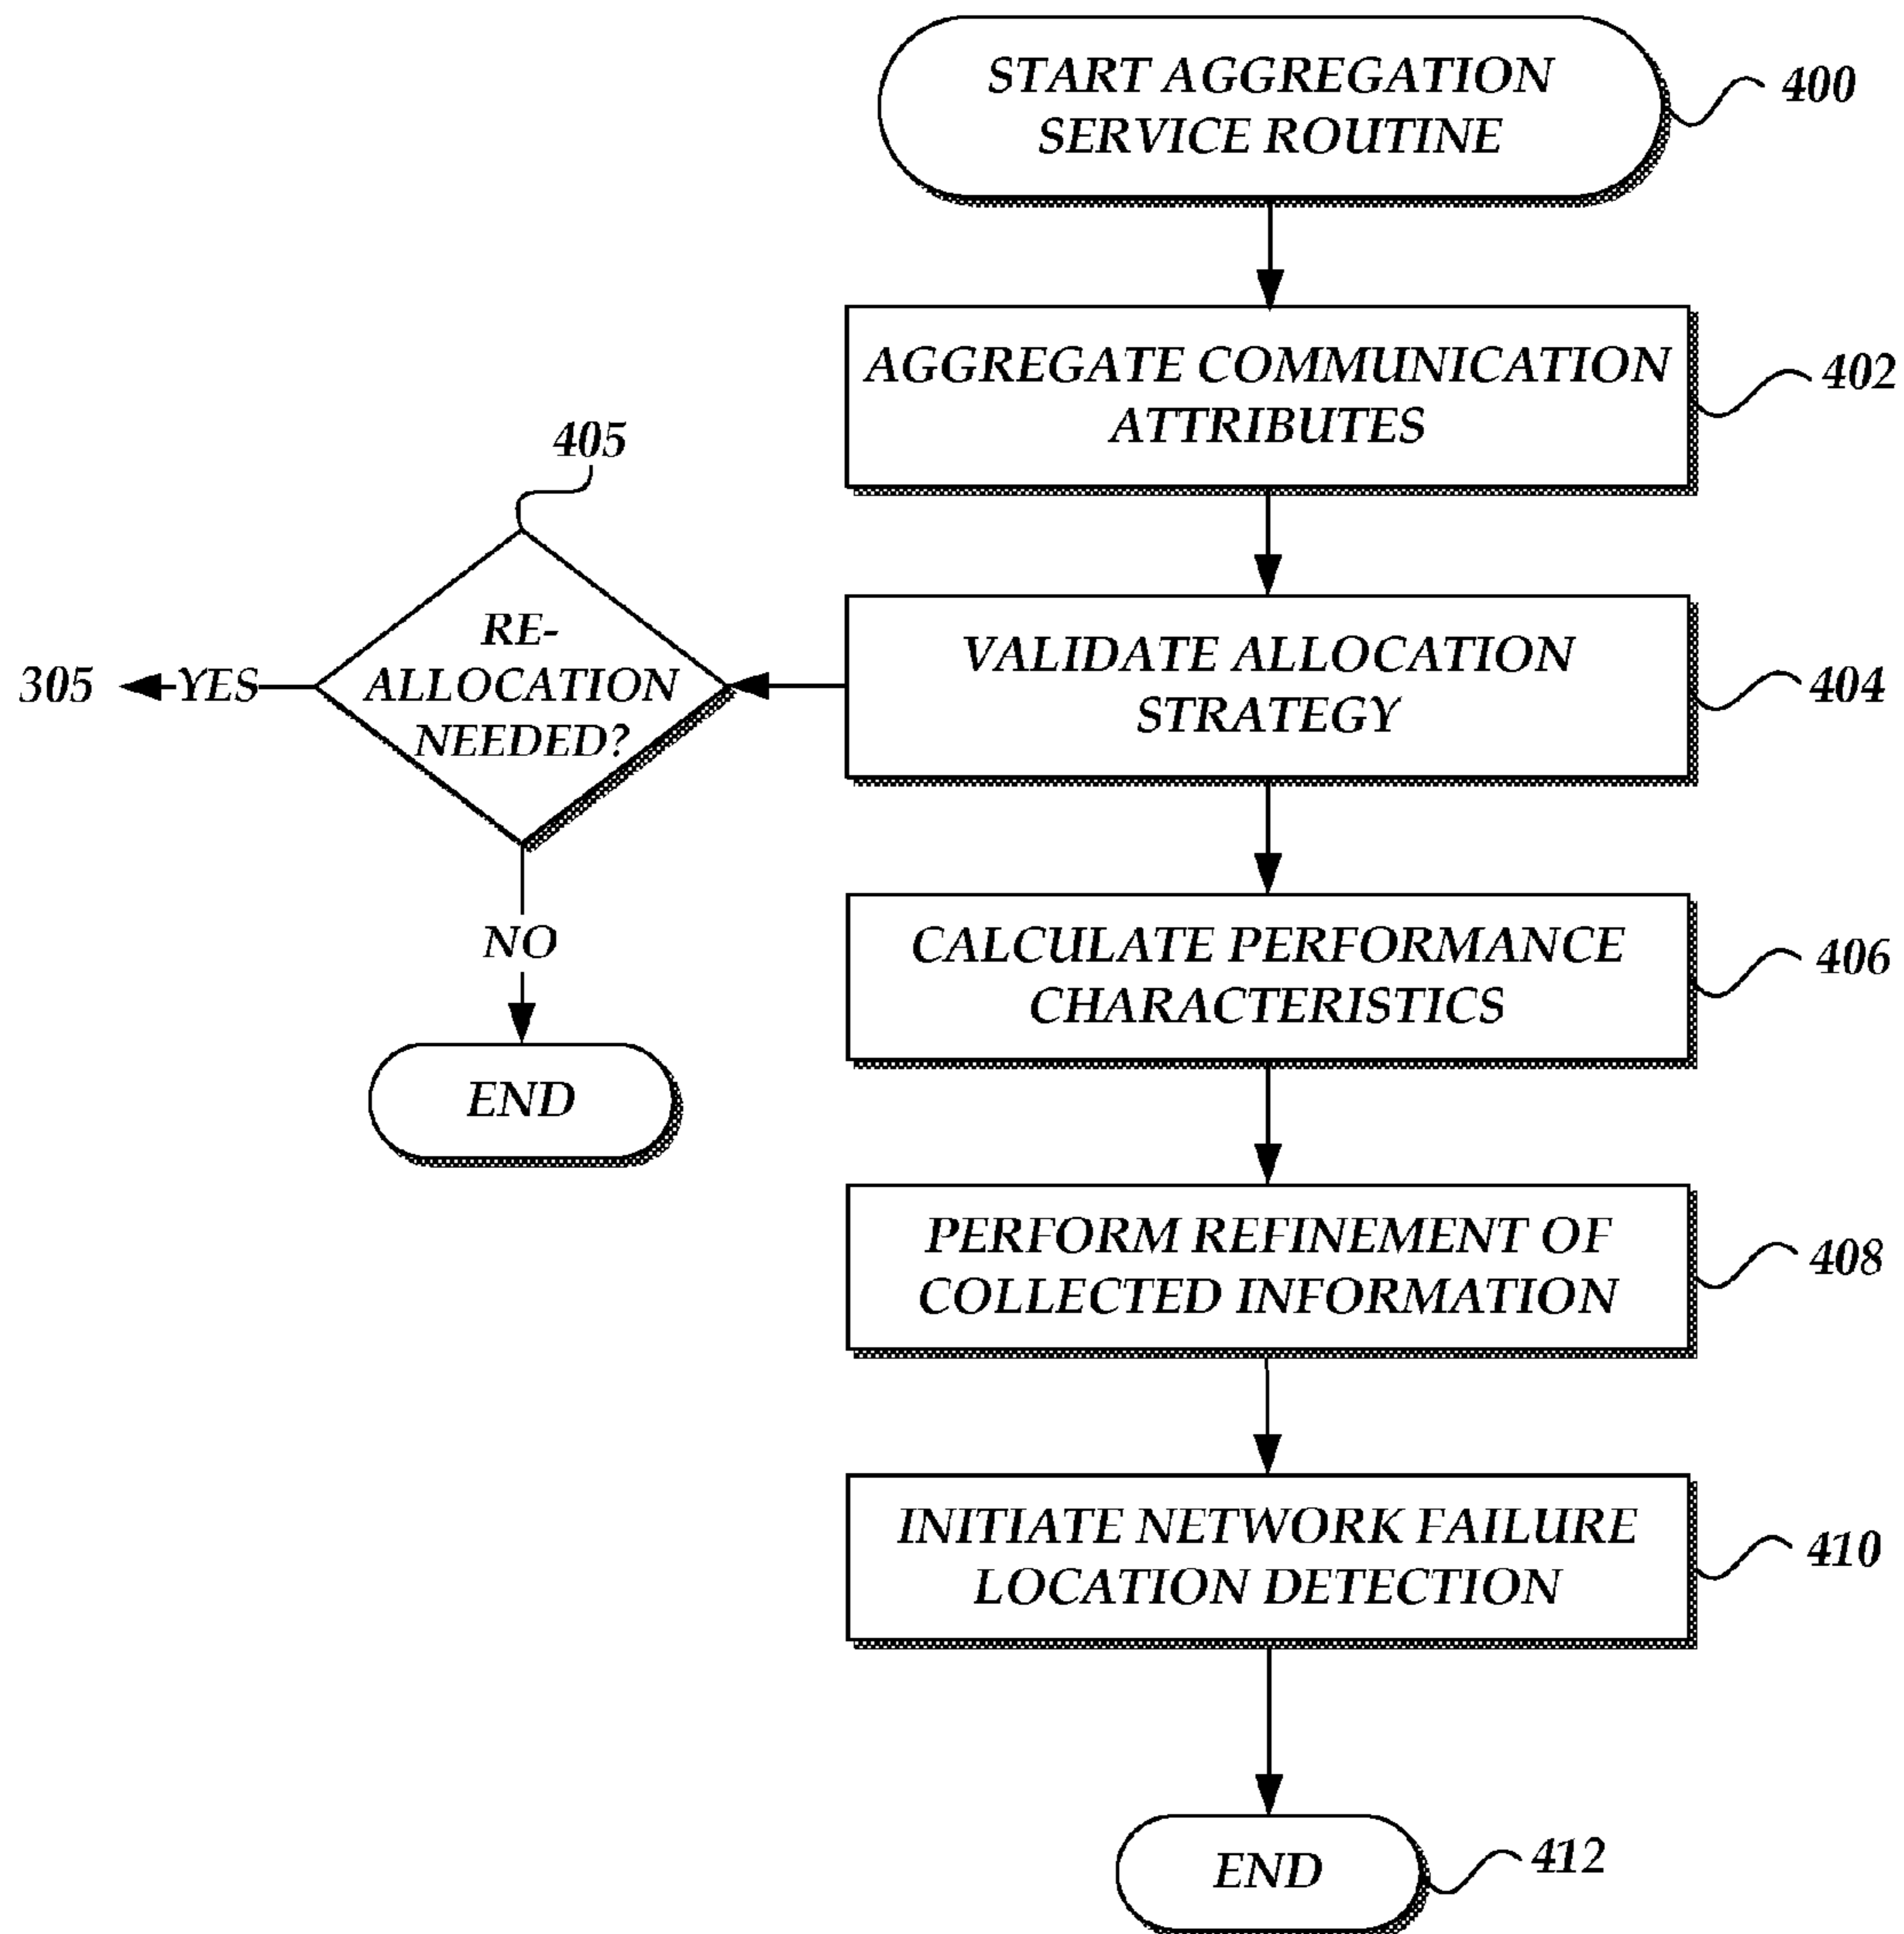 START AGGREGATION
SERVICE ROUTINE
400
AGGREGATE COMMUNICATION
ATTRIBUTES
402
405
RE-
ALLOCATION
NEEDED?
305
YES
VALIDATE ALLOCATION
STRATEGY
404
NO
END
CALCULATE PERFORMANCE
CHARACTERISTICS
406
PERFORM REFINEMENT OF
COLLECTED INFORMATION
408
INITIATE NETWORK FAILURE
LOCATION DETECTION
410
END
412